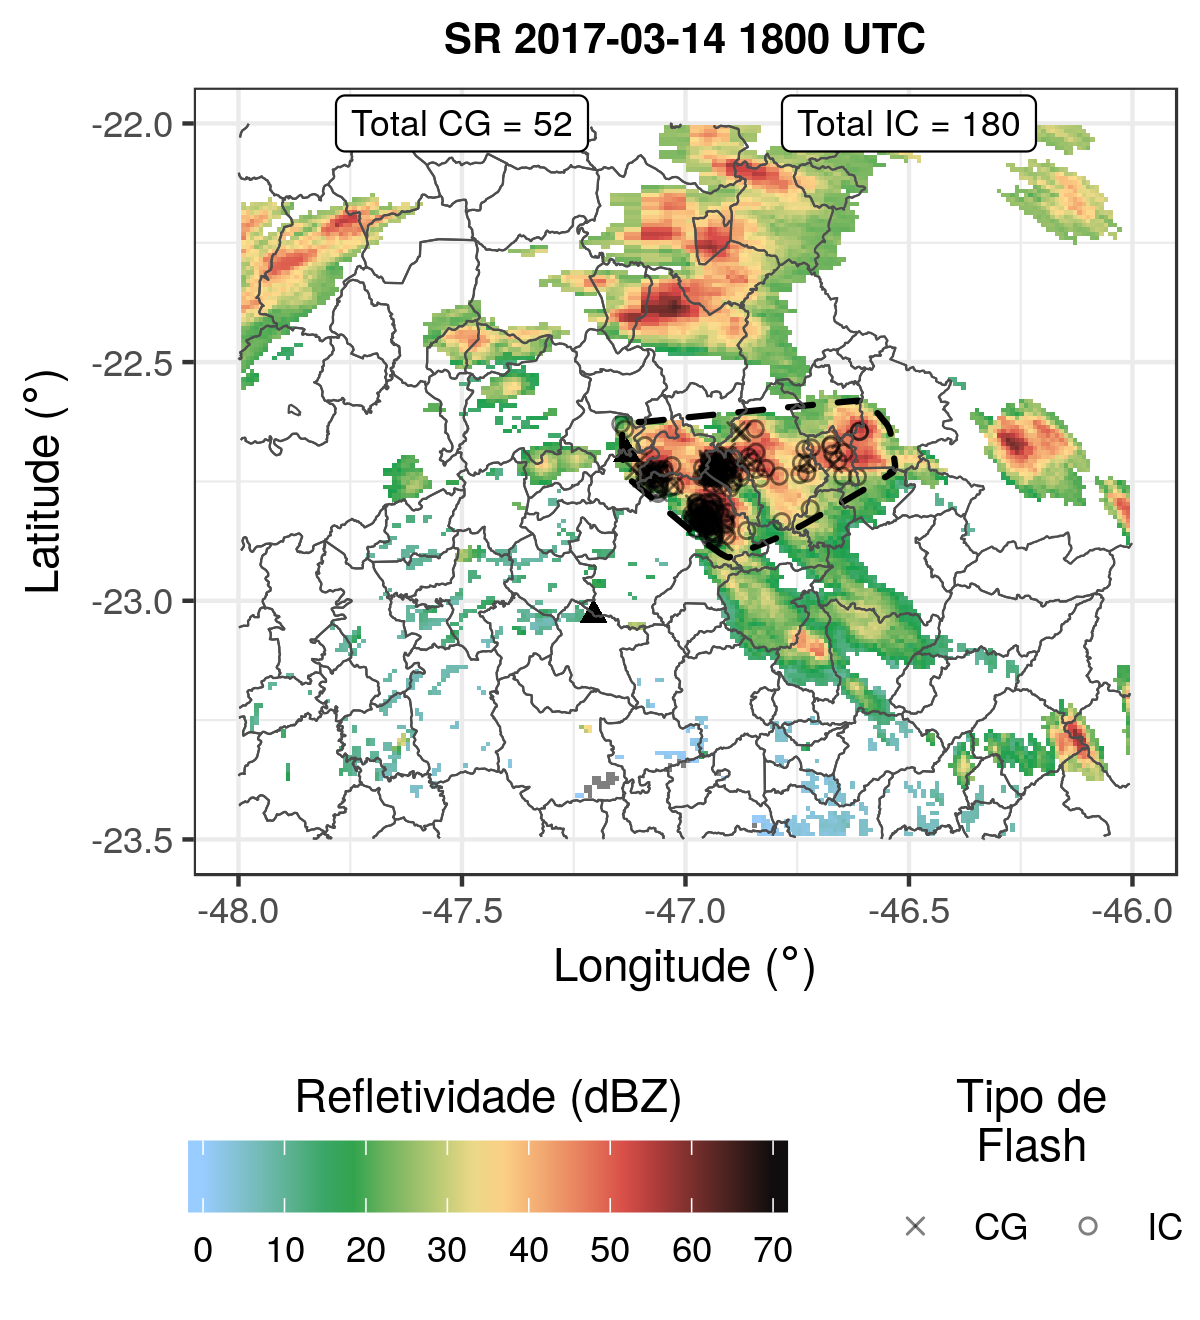 SR 2017-03-14 1800 UTC
Total CG = 52
Total IC = 180
-22.0
-22.5
-23.0
-23.5
Latitude (°)
-48.0
-47.5
-47.0
-46.5
-46.0
Longitude (°)
Refletividade (dBZ)
0 10 20 30 40 50 60 70
Tipo de
Flash
CG
IC